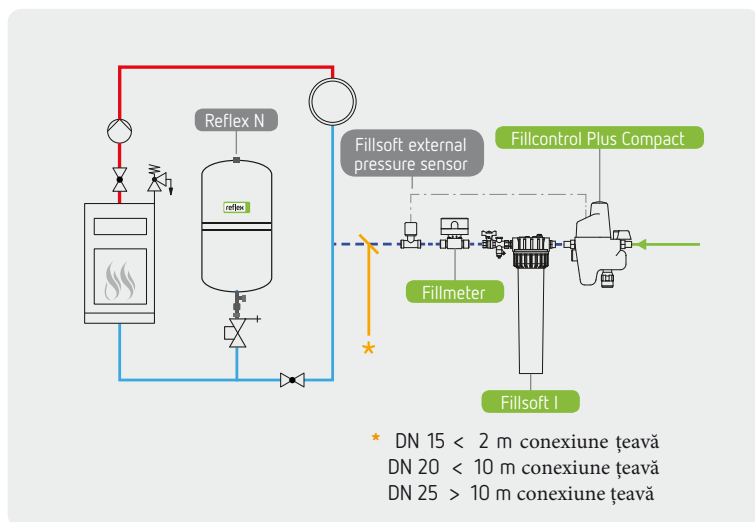 Reflex N
Fillsoft external
pressure sensor
Fillcontrol Plus Compact
reflex
Fillmeter
*
Fillsoft I
* DN 15 < 2 m conexiune țeavă
DN 20 < 10 m conexiune țeavă
DN 25 > 10 m conexiune țeavă